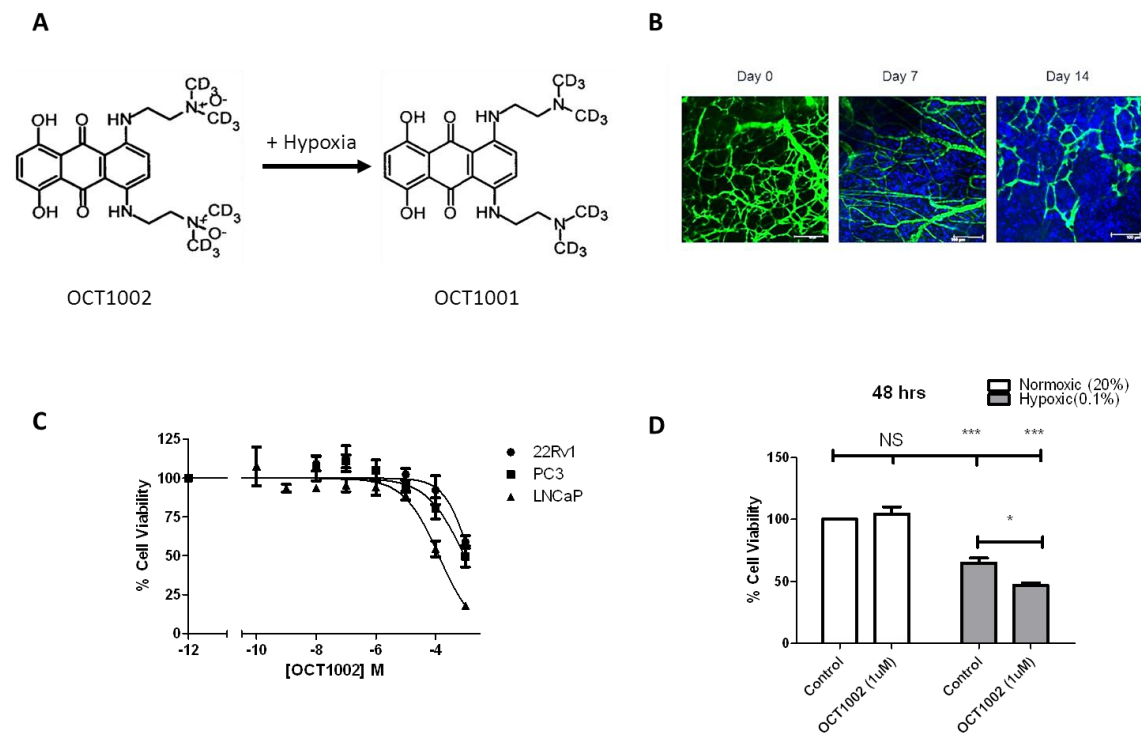 A
CD3
N+ O-
CD3
OH
O
HN
OH
O
HN
CD3
N+
O-
CD3
OCT1002
+ Hypoxia
CD3
N
CD3
OH
O
HN
OH
O
HN
CD3
N
CD3
OCT1001
B
Day 0
Day 7
Day 14
C
125
100
75
50
25
0
% Cell Viability
-12
-10
-8
-6
-4
[OCT1002] M
22Rv1
PC3
LNCaP
D
48 hrs
Normoxic (20%)
Hypoxic(0.1%)
NS
***
***
*
150
100
50
0
% Cell Viability
Control
OCT1002 (1uM)
Control
OCT1002 (1uM)